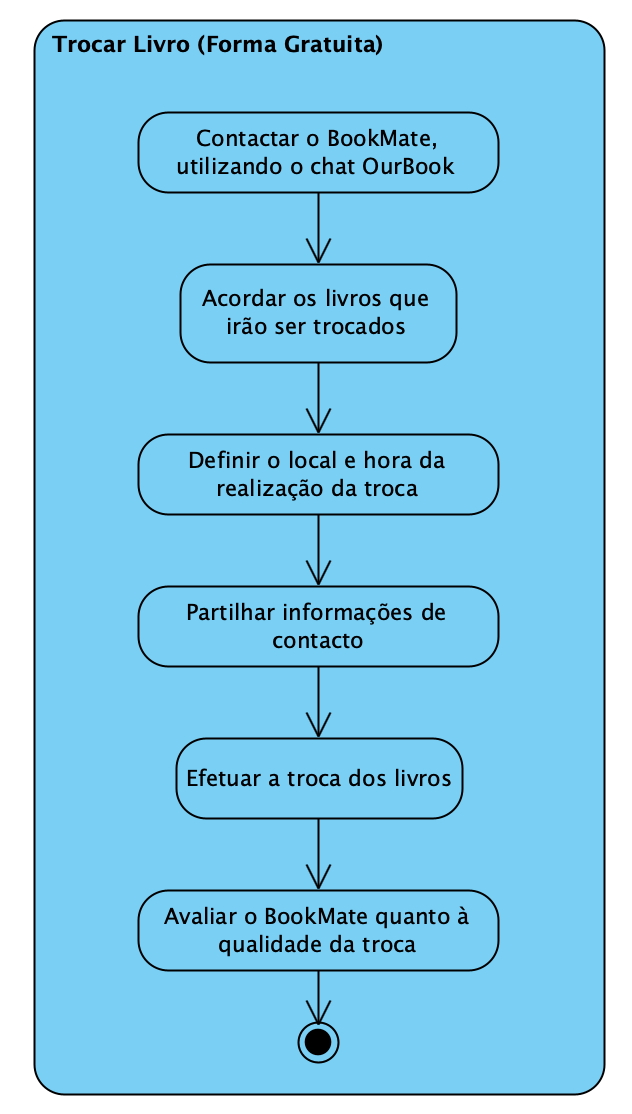 Trocar Livro (Forma Gratuita)
Contactar o BookMate,
utilizando o chat OurBook
Acordar os livros que
irão ser trocados
Definir o local e hora da
realização da troca
Partilhar informações de
contacto
Efetuar a troca dos livros
Avaliar o BookMate quanto à
qualidade da troca